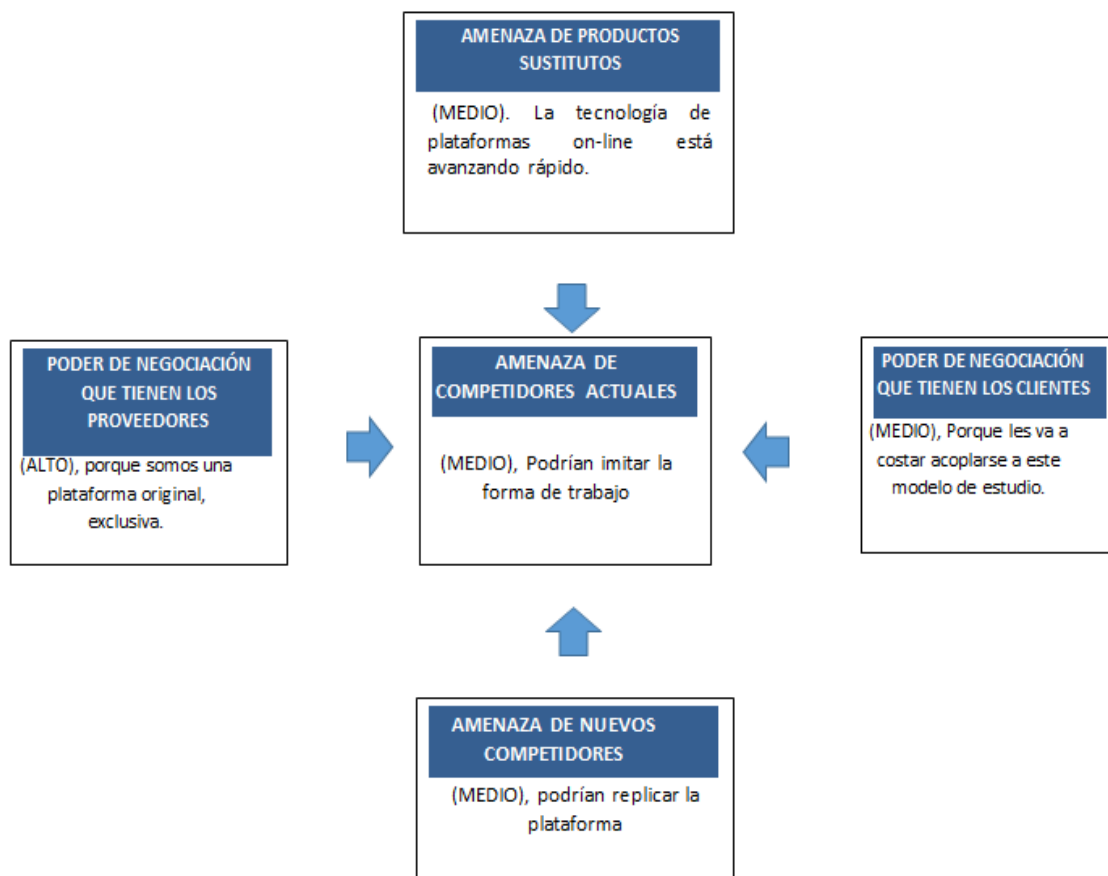 AMENAZA DE PRODUCTOS
SUSTITUTOS
(MEDIO). La tecnología de
plataformas on-line está
avanzando rápido.
PODER DE NEGOCIACIÓN
QUE TIENEN LOS
PROVEEDORES
(ALTO), porque somos una
plataforma original,
exclusiva.
AMENAZA DE
COMPETIDORES ACTUALES
(MEDIO), Podrían imitar la
forma de trabajo
PODER DE NEGOCIACIÓN
QUE TIENEN LOS CLIENTES
(MEDIO), Porque les va a
costar acoplarse a este
modelo de estudio.
AMENAZA DE NUEVOS
COMPETIDORES
(MEDIO), podrían replicar la
plataforma